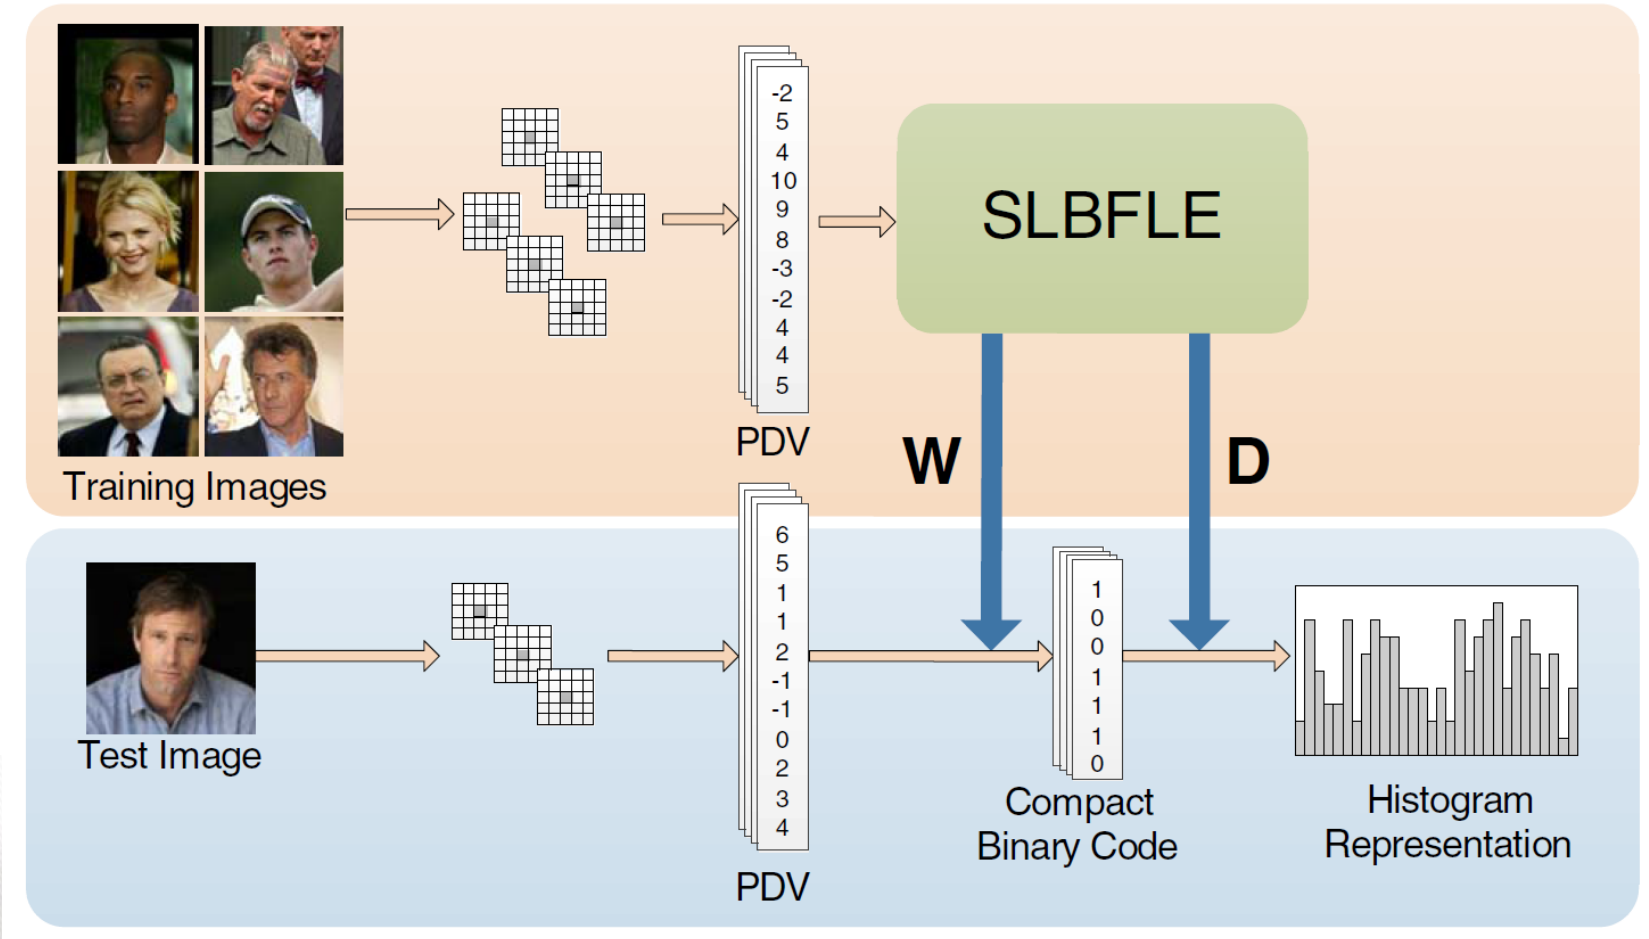 -2
5
4
10
9
8
-3
-2
4
4
5
PDV
SLBFLE
W
D
Training Images
6
5
1
1
2
-1
-1
0
2
3
4
PDV
1
0
0
1
1
1
0
Compact
Binary Code
Histogram
Representation
Test Image